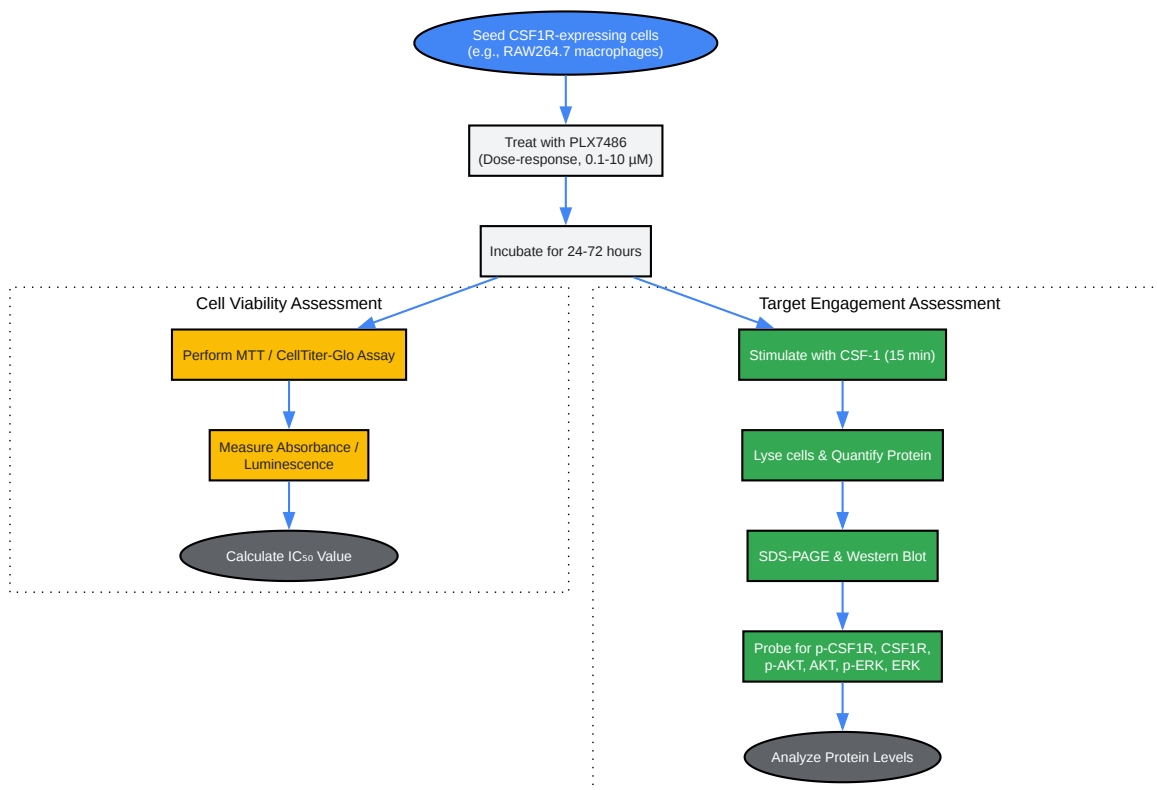 Seed CSF1R-expressing cells
(e.g., RAW264.7 macrophages)
Treat with PLX7486
(Dose-response, 0.1-10 µM)
Incubate for 24-72 hours
Cell Viability Assessment
Perform MTT / CellTiter-Glo Assay
Measure Absorbance /
Luminescence
Calculate IC₅₀ Value
Target Engagement Assessment
Stimulate with CSF-1 (15 min)
Lyse cells & Quantify Protein
SDS-PAGE & Western Blot
Probe for p-CSF1R, CSF1R,
p-AKT, AKT, p-ERK, ERK
Analyze Protein Levels